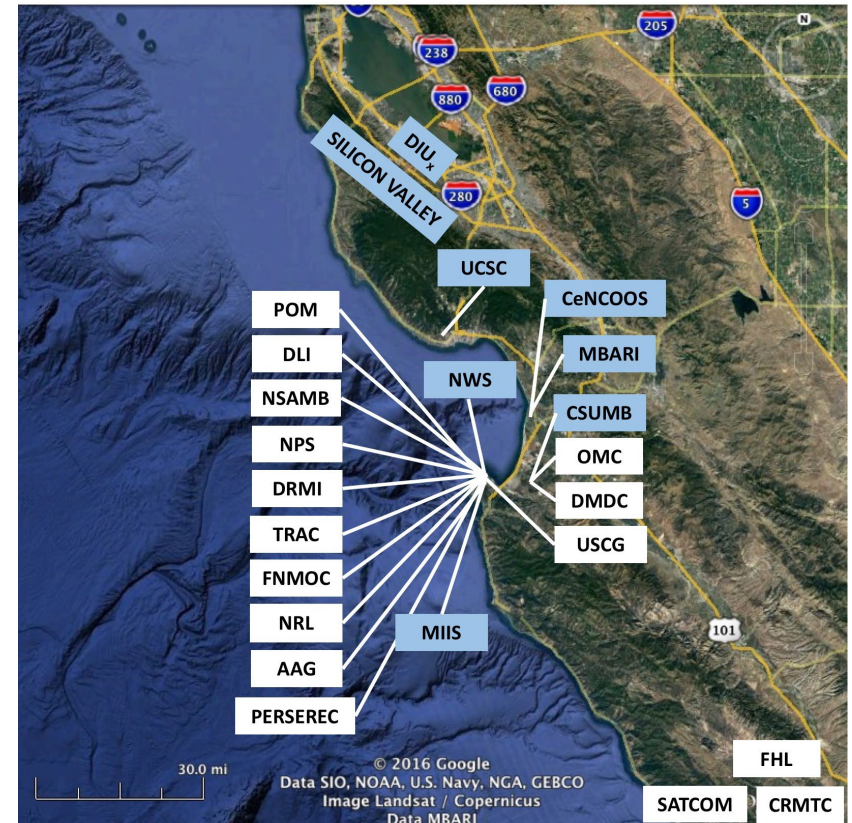 N
205
238
880
680
DIUx
SILICON VALLEY
280
5
UCSC
CeNCOOS
POM
MBARI
DLI
NWS
NSAMB
CSUMB
NPS
OMC
DRMI
DMDC
TRAC
USCG
FNMOC
NRL
MIIS
101
AAG
PERSEREC
FHL
30.0 mi
© 2016 Google
Data SIO, NOAA, U.S. Navy, NGA, GEBCO
Image Landsat / Copernicus
Data MBARI
SATCOM
CRMTC